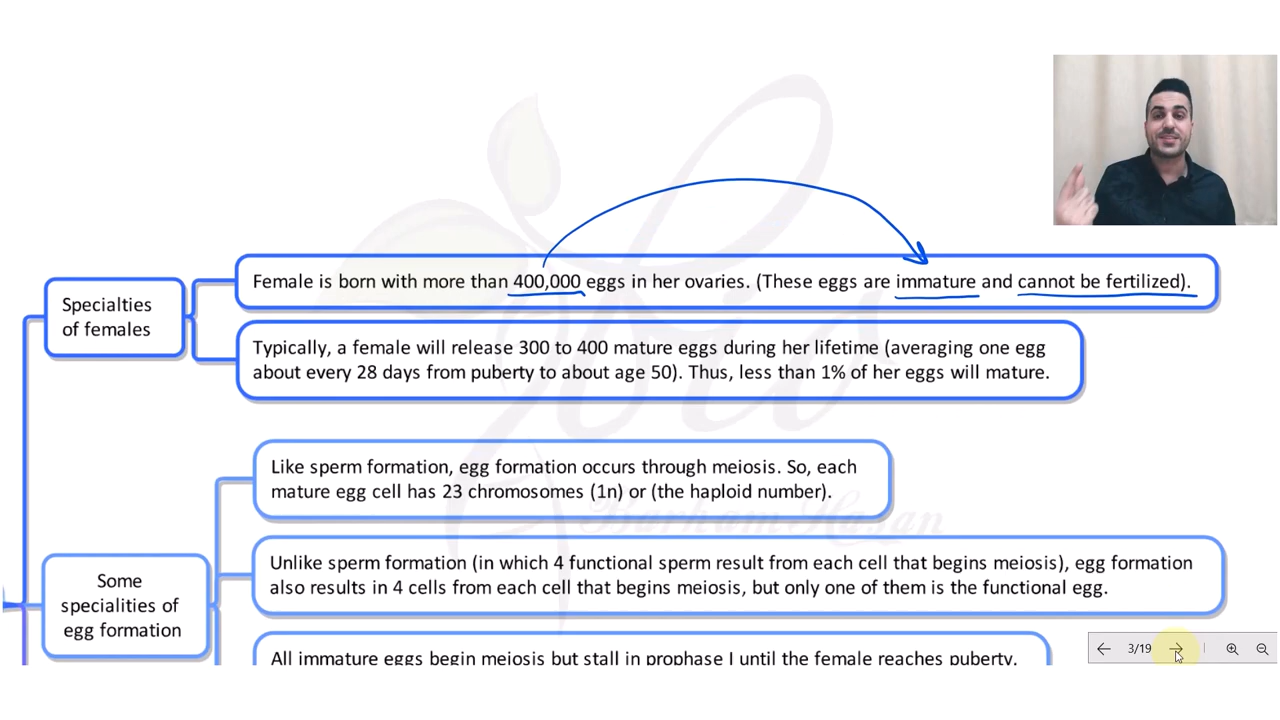 Specialties
of females
Female is born with more than 400,000 eggs in her ovaries. (These eggs are immature and cannot be fertilized).
Typically, a female will release 300 to 400 mature eggs during her lifetime (averaging one egg
about every 28 days from puberty to about age 50). Thus, less than 1% of her eggs will mature.
Like sperm formation, egg formation occurs through meiosis. So, each
mature egg cell has 23 chromosomes (1n) or (the haploid number).
Barham Hasan
Some
specialities of
egg formation
Unlike sperm formation (in which 4 functional sperm result from each cell that begins meiosis), egg formation
also results in 4 cells from each cell that begins meiosis, but only one of them is the functional egg.
All immature eggs begin meiosis but stall in prophase I until the female reaches puberty.
3/19